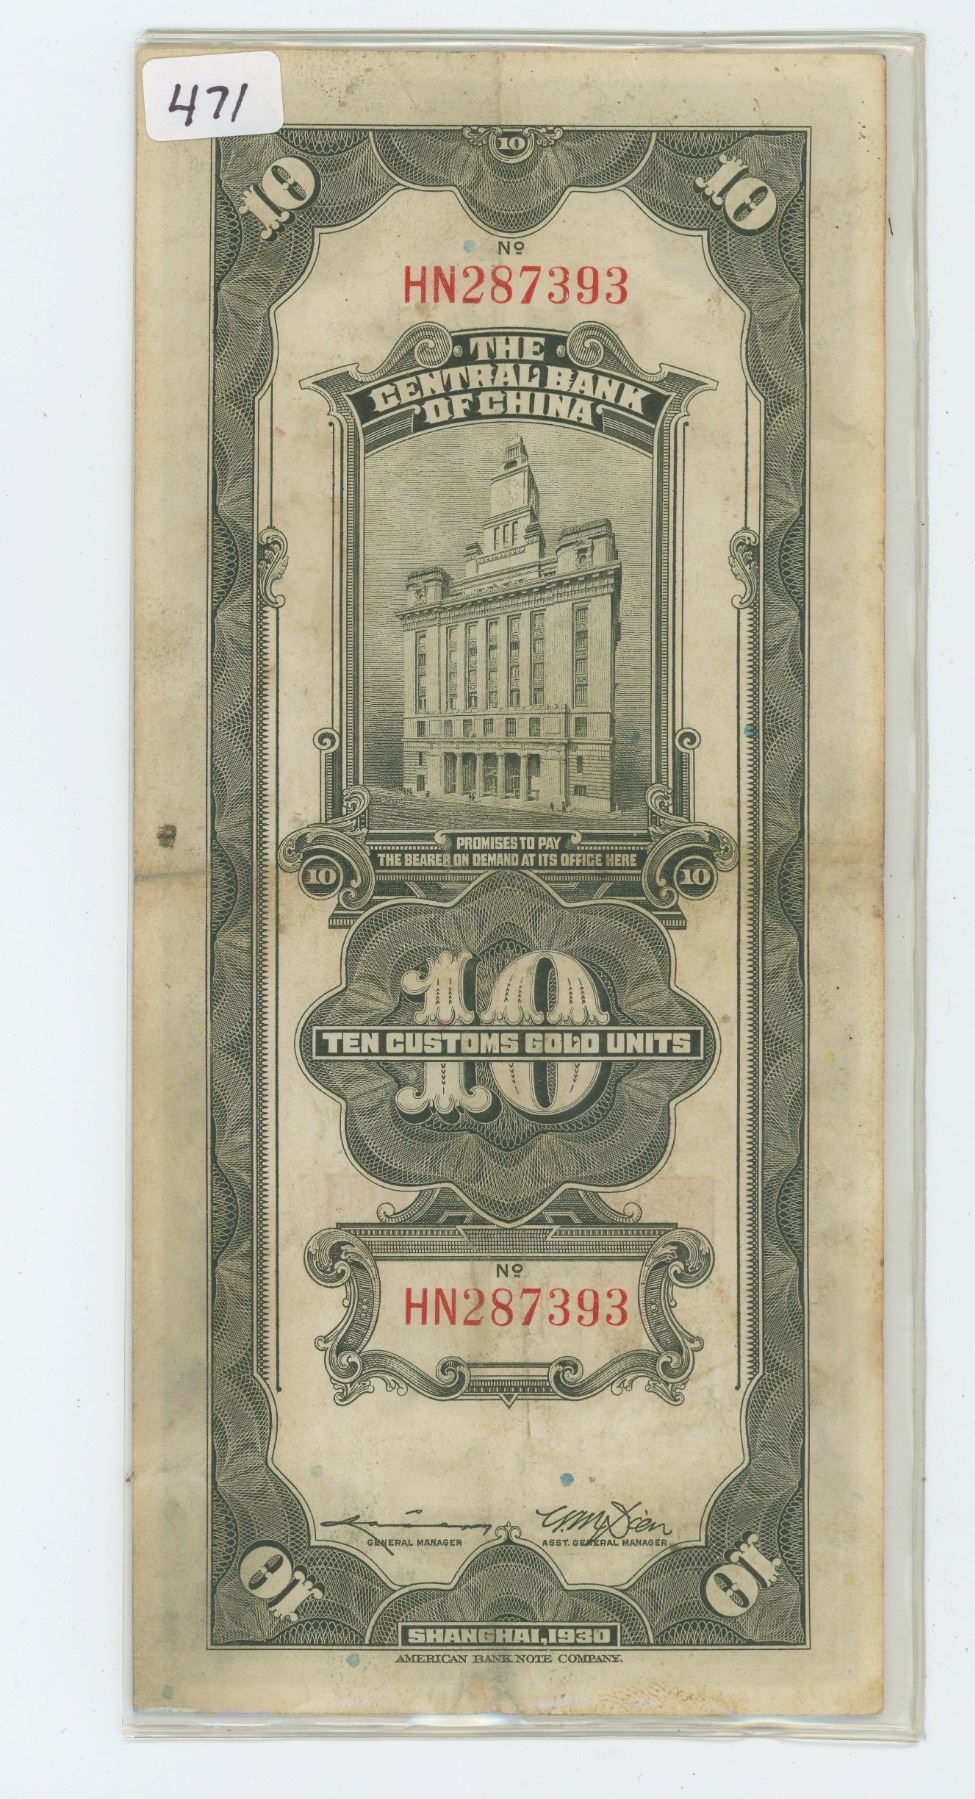 471
10
10 10
Nº
HN287393
THE
CENTRAL BANK
OF CHINA
PROMISES TO PAY
THE BEARER ON DEMAND AT ITS OFFICE HERE
10 10
10
TEN CUSTOMS GOLD UNITS
Nº
HN287393
GENERAL MANAGER ASST. GENERAL MANAGER
10 10
SHANGHAI, 1930
AMERICAN BANK NOTE COMPANY.